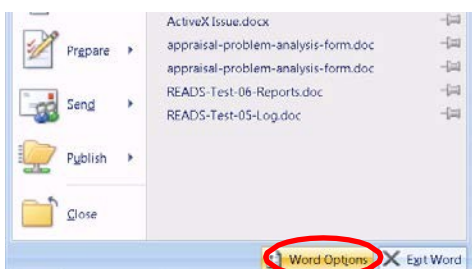 ActiveX Issue.docx
Prepare
appraisal-problem-analysis-form.doc
appraisal-problem-analysis-form.doc
Send
READS-Test-06-Reports.doc
READS-Test-05-Log.doc
Publish
Close
Word Options
Exit Word